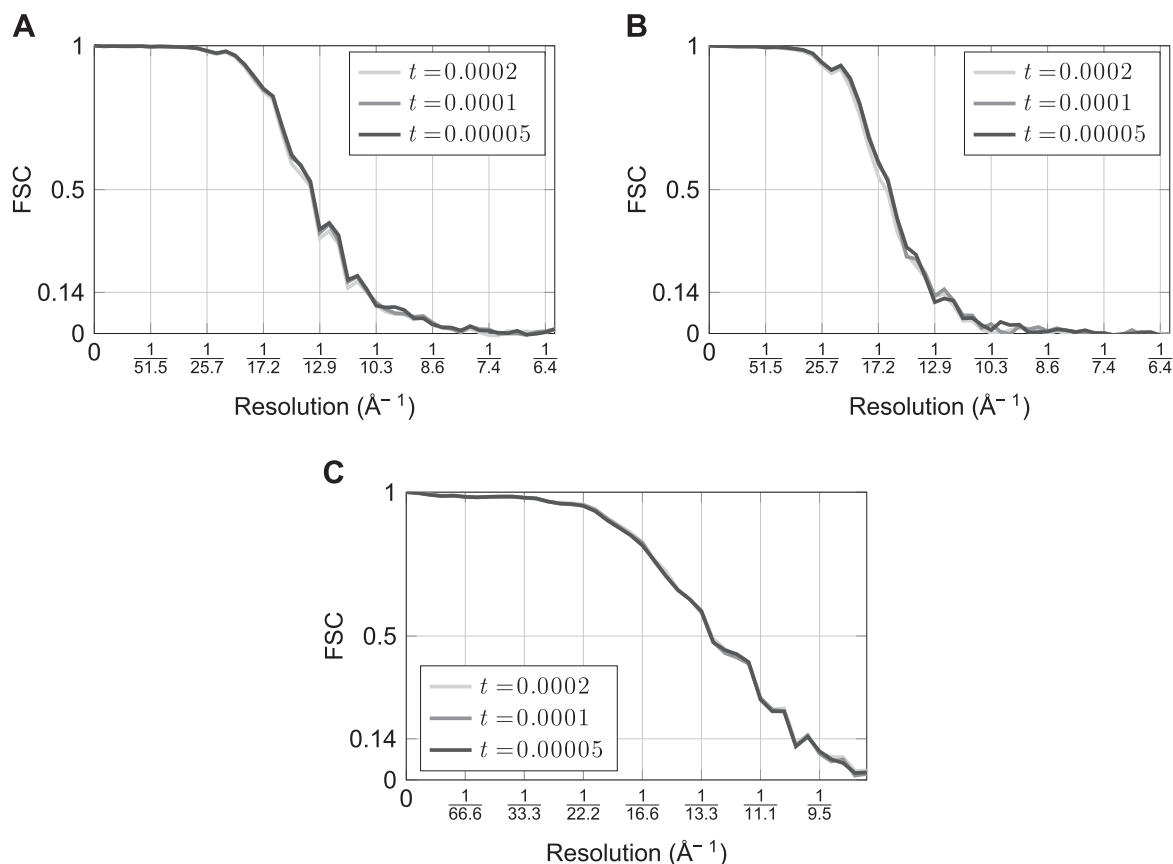 A
1
0.5
0.14
0
FSC
t = 0.0002
t = 0.0001
t = 0.00005
0 1/51.5 1/25.7 1/17.2 1/12.9 1/10.3 1/8.6 1/7.4 1/6.4
Resolution (Å⁻¹)
B
1
0.5
0.14
0
FSC
t = 0.0002
t = 0.0001
t = 0.00005
0 1/51.5 1/25.7 1/17.2 1/12.9 1/10.3 1/8.6 1/7.4 1/6.4
Resolution (Å⁻¹)
C
1
0.5
0.14
0
FSC
t = 0.0002
t = 0.0001
t = 0.00005
0 1/66.6 1/33.3 1/22.2 1/16.6 1/13.3 1/11.1 1/9.5
Resolution (Å⁻¹)